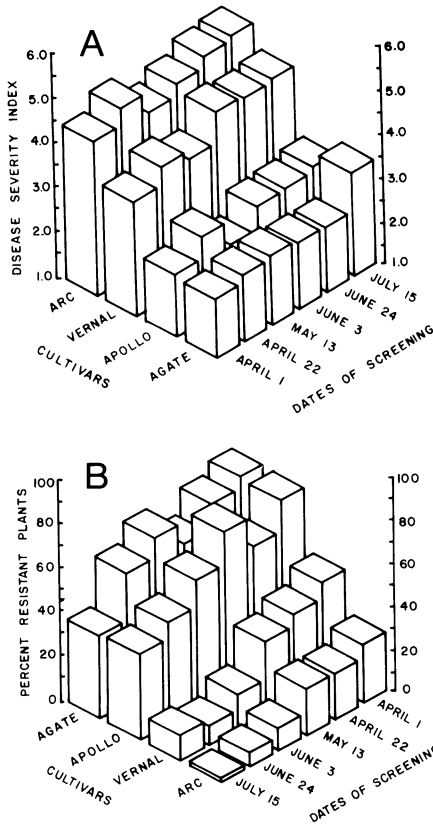 A
6.0
5.0
4.0
3.0
2.0
1.0
DISEASE SEVERITY INDEX
6.0
5.0
4.0
3.0
2.0
1.0
ARC
VERNAL
APOLLO
AGATE
CULTIVARS
JULY 15
JUNE 24
JUNE 3
MAY 13
APRIL 22
APRIL 1
DATES OF SCREENING
B
100
80
60
40
20
0
PERCENT RESISTANT PLANTS
100
80
60
40
20
0
AGATE
APOLLO
VERNAL
ARC
CULTIVARS
APRIL 1
APRIL 22
MAY 13
JUNE 3
JUNE 24
JULY 15
DATES OF SCREENING